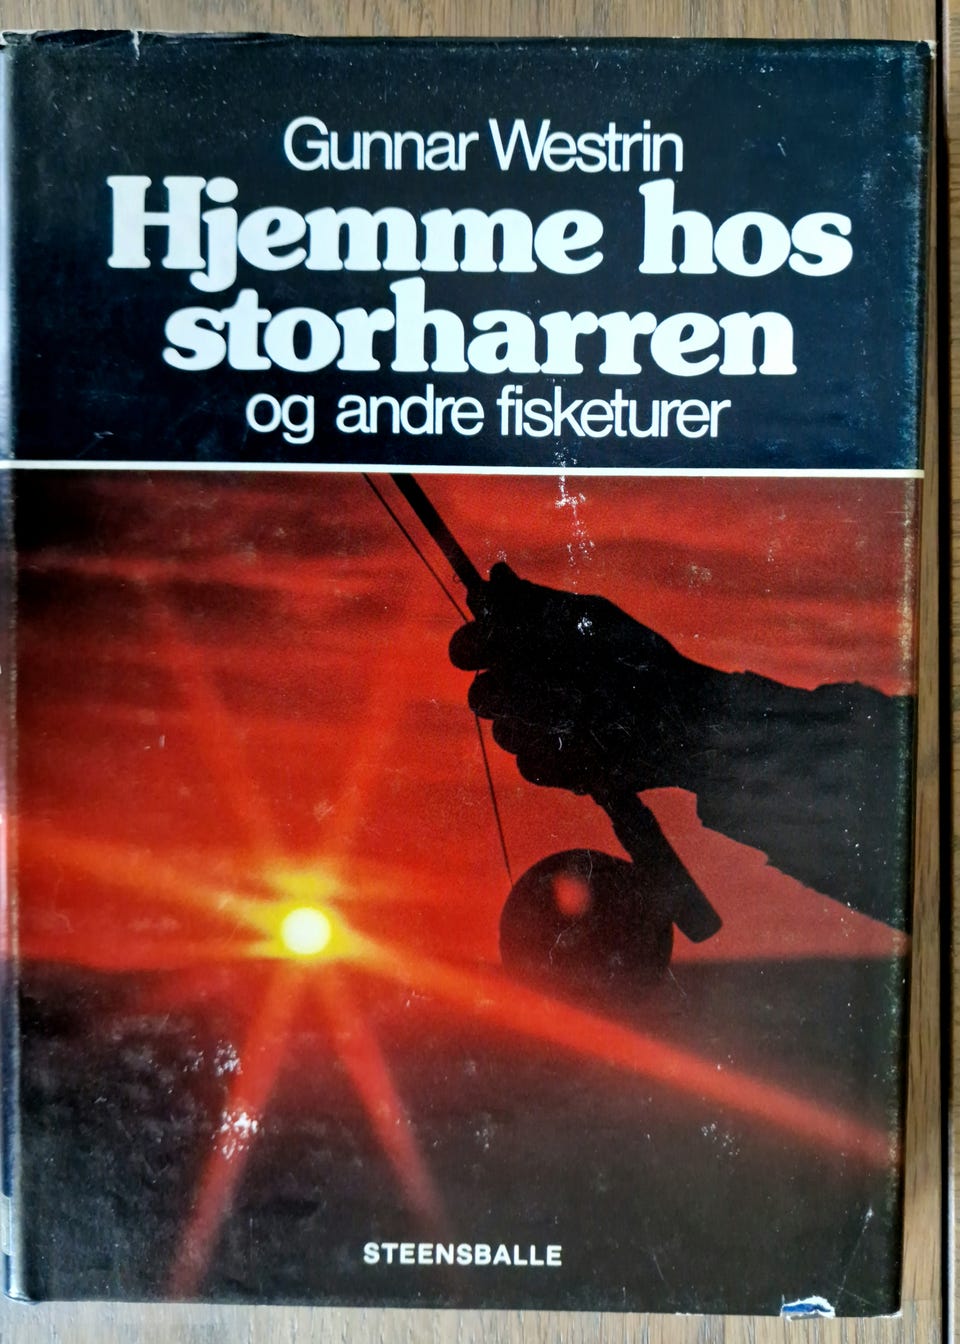 Gunnar Westrin
Hjemme hos
storharren
og andre fisketurer
STEENSBALLE